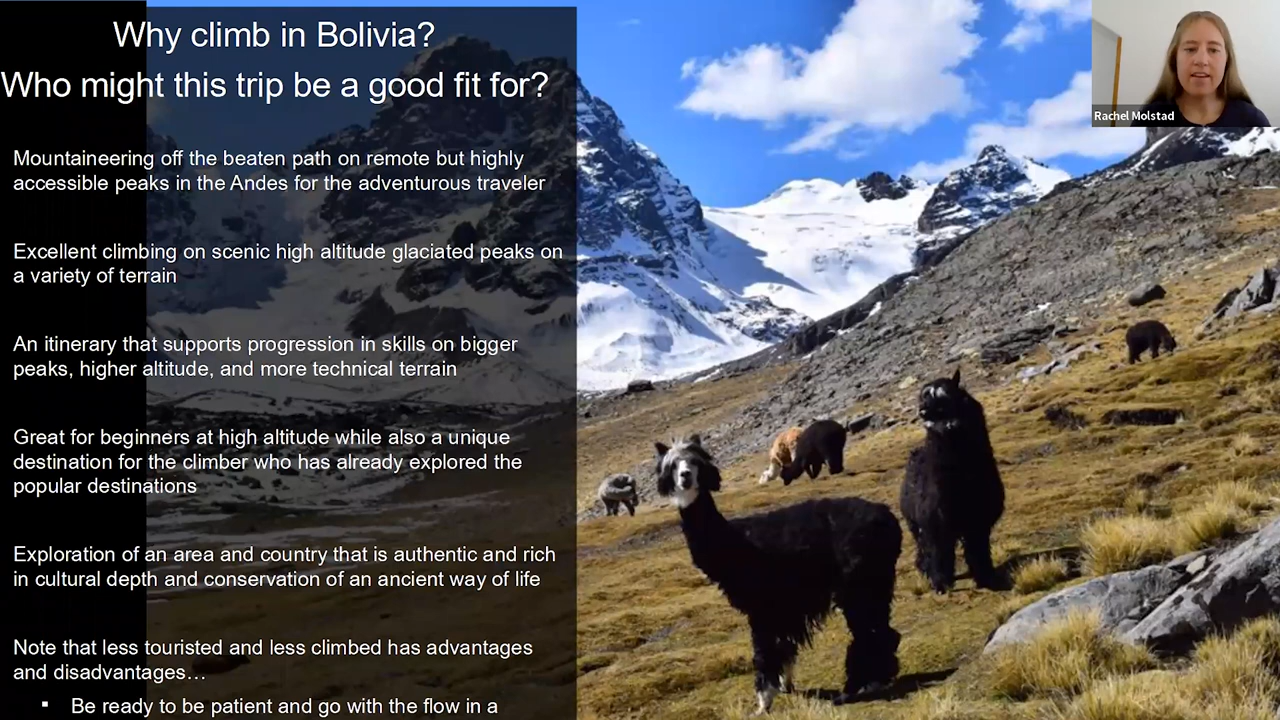 Why climb in Bolivia?
Who might this trip be a good fit for?
Mountaineering off the beaten path on remote but highly
accessible peaks in the Andes for the adventurous traveler
Excellent climbing on scenic high altitude glaciated peaks on
a variety of terrain
An itinerary that supports progression in skills on bigger
peaks, higher altitude, and more technical terrain
Great for beginners at high altitude while also a unique
destination for the climber who has already explored the
popular destinations
Exploration of an area and country that is authentic and rich
in cultural depth and conservation of an ancient way of life
Note that less touristed and less climbed has advantages
and disadvantages…
▪ Be ready to be patient and go with the flow in a
Rachel Molstad